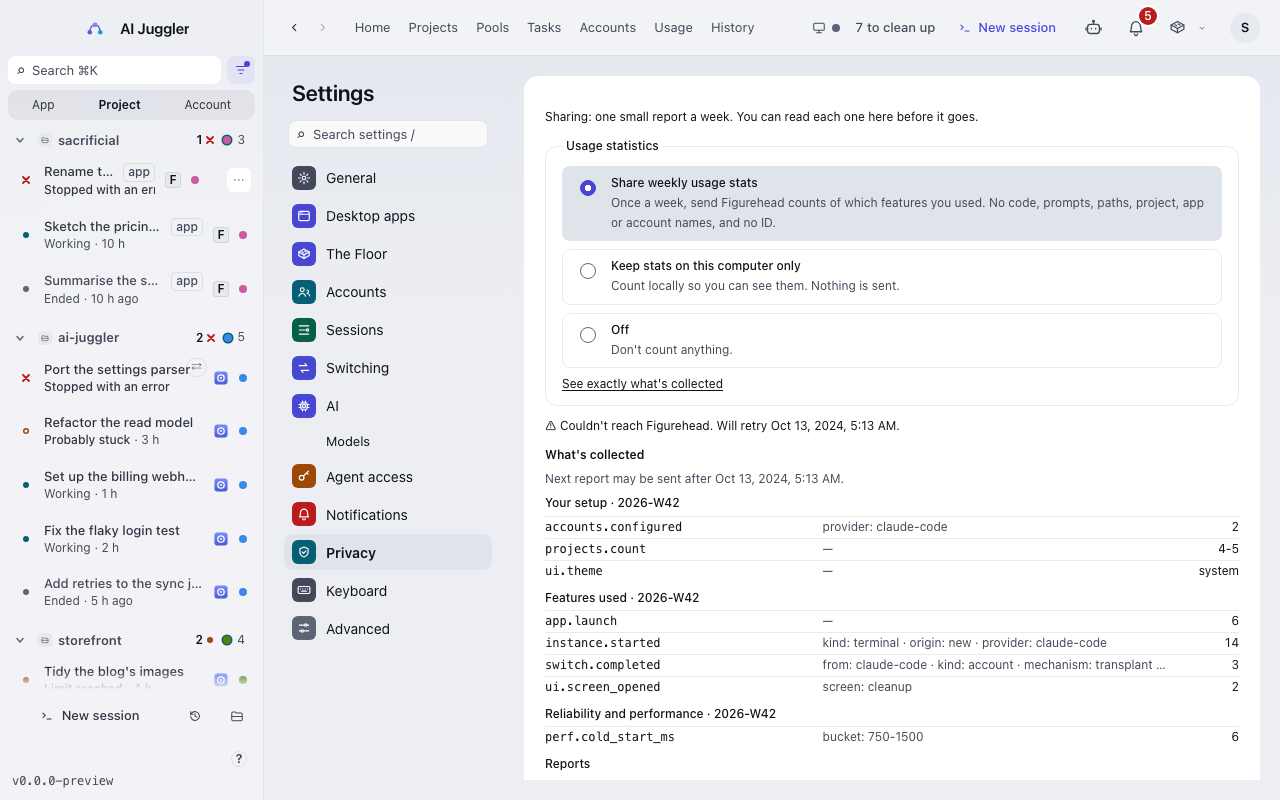 AI Juggler
Search ⌘K
App Project Account
sacrificial 1 3
Rename t... app F
Stopped with an err
Sketch the pricin... app F
Working · 10 h
Summarise the s... app F
Ended · 10 h ago
ai-juggler 2 5
Port the settings parser
Stopped with an error
Refactor the read model
Probably stuck · 3 h
Set up the billing webh...
Working · 1 h
Fix the flaky login test
Working · 2 h
Add retries to the sync j...
Ended · 5 h ago
storefront 2 4
Tidy the blog's images
Limit reached · 4 h
New session
?
v0.0.0-preview
Home Projects Pools Tasks Accounts Usage History 7 to clean up New session 5 S
Settings
Search settings /
General
Desktop apps
The Floor
Accounts
Sessions
Switching
AI
Models
Agent access
Notifications
Privacy
Keyboard
Advanced
Sharing: one small report a week. You can read each one here before it goes.
Usage statistics
Share weekly usage stats
Once a week, send Figurehead counts of which features you used. No code, prompts, paths, project, app
or account names, and no ID.
Keep stats on this computer only
Count locally so you can see them. Nothing is sent.
Off
Don't count anything.
See exactly what's collected
Couldn't reach Figurehead. Will retry Oct 13, 2024, 5:13 AM.
What's collected
Next report may be sent after Oct 13, 2024, 5:13 AM.
Your setup · 2026-W42
accounts.configured provider: claude-code 2
projects.count — 4-5
ui.theme — system
Features used · 2026-W42
app.launch — 6
instance.started kind: terminal · origin: new · provider: claude-code 14
switch.completed from: claude-code · kind: account · mechanism: transplant ... 3
ui.screen_opened screen: cleanup 2
Reliability and performance · 2026-W42
perf.cold_start_ms bucket: 750-1500 6
Reports